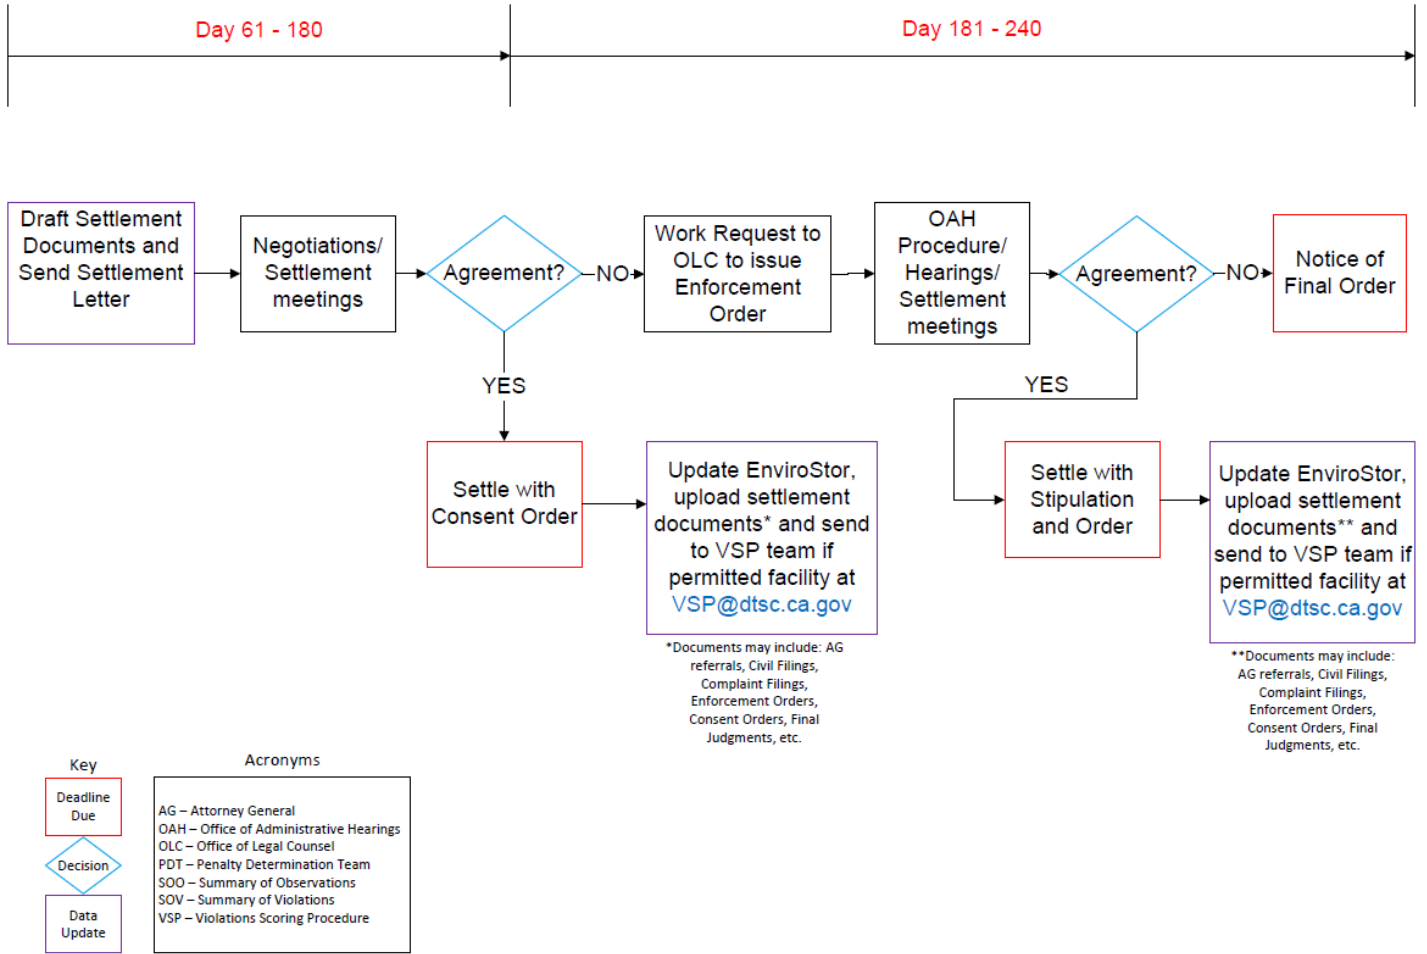 Day 61 - 180
Day 181 - 240
Draft Settlement
Documents and
Send Settlement
Letter
Negotiations/
Settlement
meetings
Agreement?
NO
Work Request to
OLC to issue
Enforcement
Order
OAH
Procedure/
Hearings/
Settlement
meetings
Agreement?
NO
Notice of
Final Order
YES
YES
Settle with
Consent Order
Update EnviroStor,
upload settlement
documents* and send
to VSP team if
permitted facility at
VSP@dtsc.ca.gov
*Documents may include: AG
referrals, Civil Filings,
Complaint Filings,
Enforcement Orders,
Consent Orders, Final
Judgments, etc.
Settle with
Stipulation
and Order
Update EnviroStor,
upload settlement
documents** and
send to VSP team if
permitted facility at
VSP@dtsc.ca.gov
**Documents may include:
AG referrals, Civil Filings,
Complaint Filings,
Enforcement Orders,
Consent Orders, Final
Judgments, etc.
Key
Deadline
Due
Decision
Data
Update
Acronyms
AG – Attorney General
OAH – Office of Administrative Hearings
OLC – Office of Legal Counsel
PDT – Penalty Determination Team
SOO – Summary of Observations
SOV – Summary of Violations
VSP – Violations Scoring Procedure